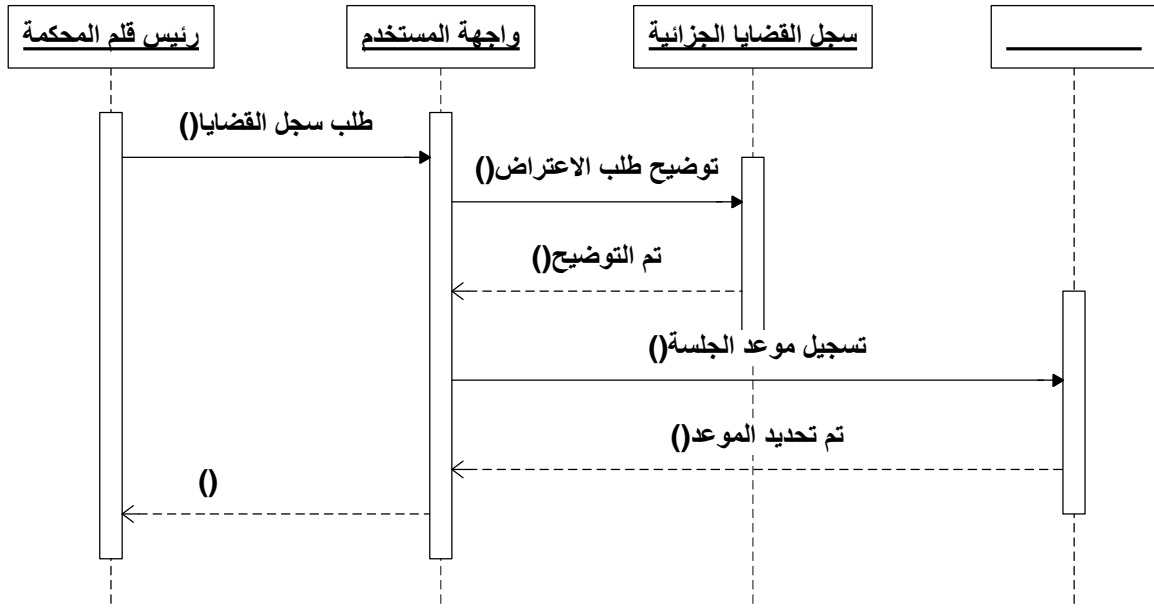 رئيس قلم المحكمة
واجهة المستخدم
سجل القضايا الجزائية
طلب سجل القضايا()
توضيح طلب الاعتراض()
تم التوضيح()
تسجيل موعد الجلسة()
تم تحديد الموعد()
()